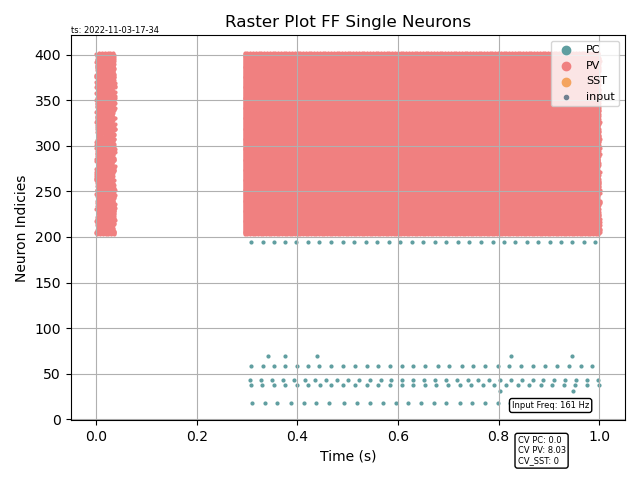 Raster Plot FF Single Neurons
ts: 2022-11-03-17-34
PC
PV
SST
input
400
350
300
250
200
150
100
50
0
Neuron Indicies
Input Freq: 161 Hz
0.0 0.2 0.4 0.6 0.8 1.0
Time (s)
CV PC: 0.0
CV PV: 8.03
CV_SST: 0